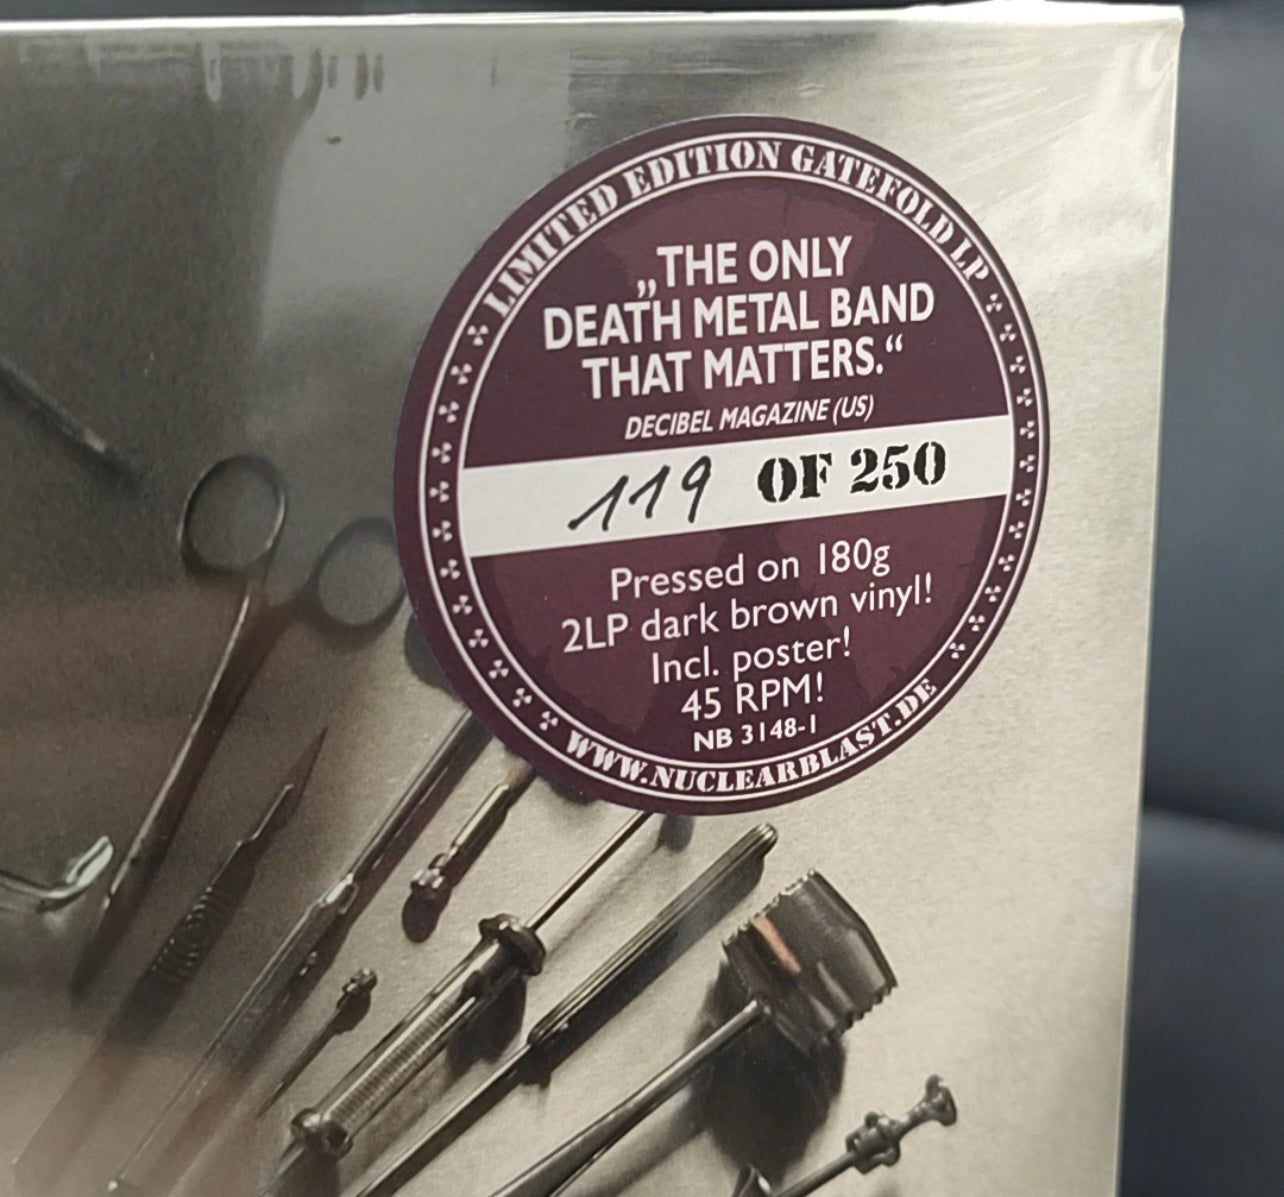 LIMITED EDITION GATEFOLD LP
„THE ONLY
DEATH METAL BAND
THAT MATTERS.“
DECIBEL MAGAZINE (US)
119 OF 250
Pressed on 180g
2LP dark brown vinyl!
Incl. poster!
45 RPM!
NB 3148-1
WWW.NUCLEARBLAST.DE